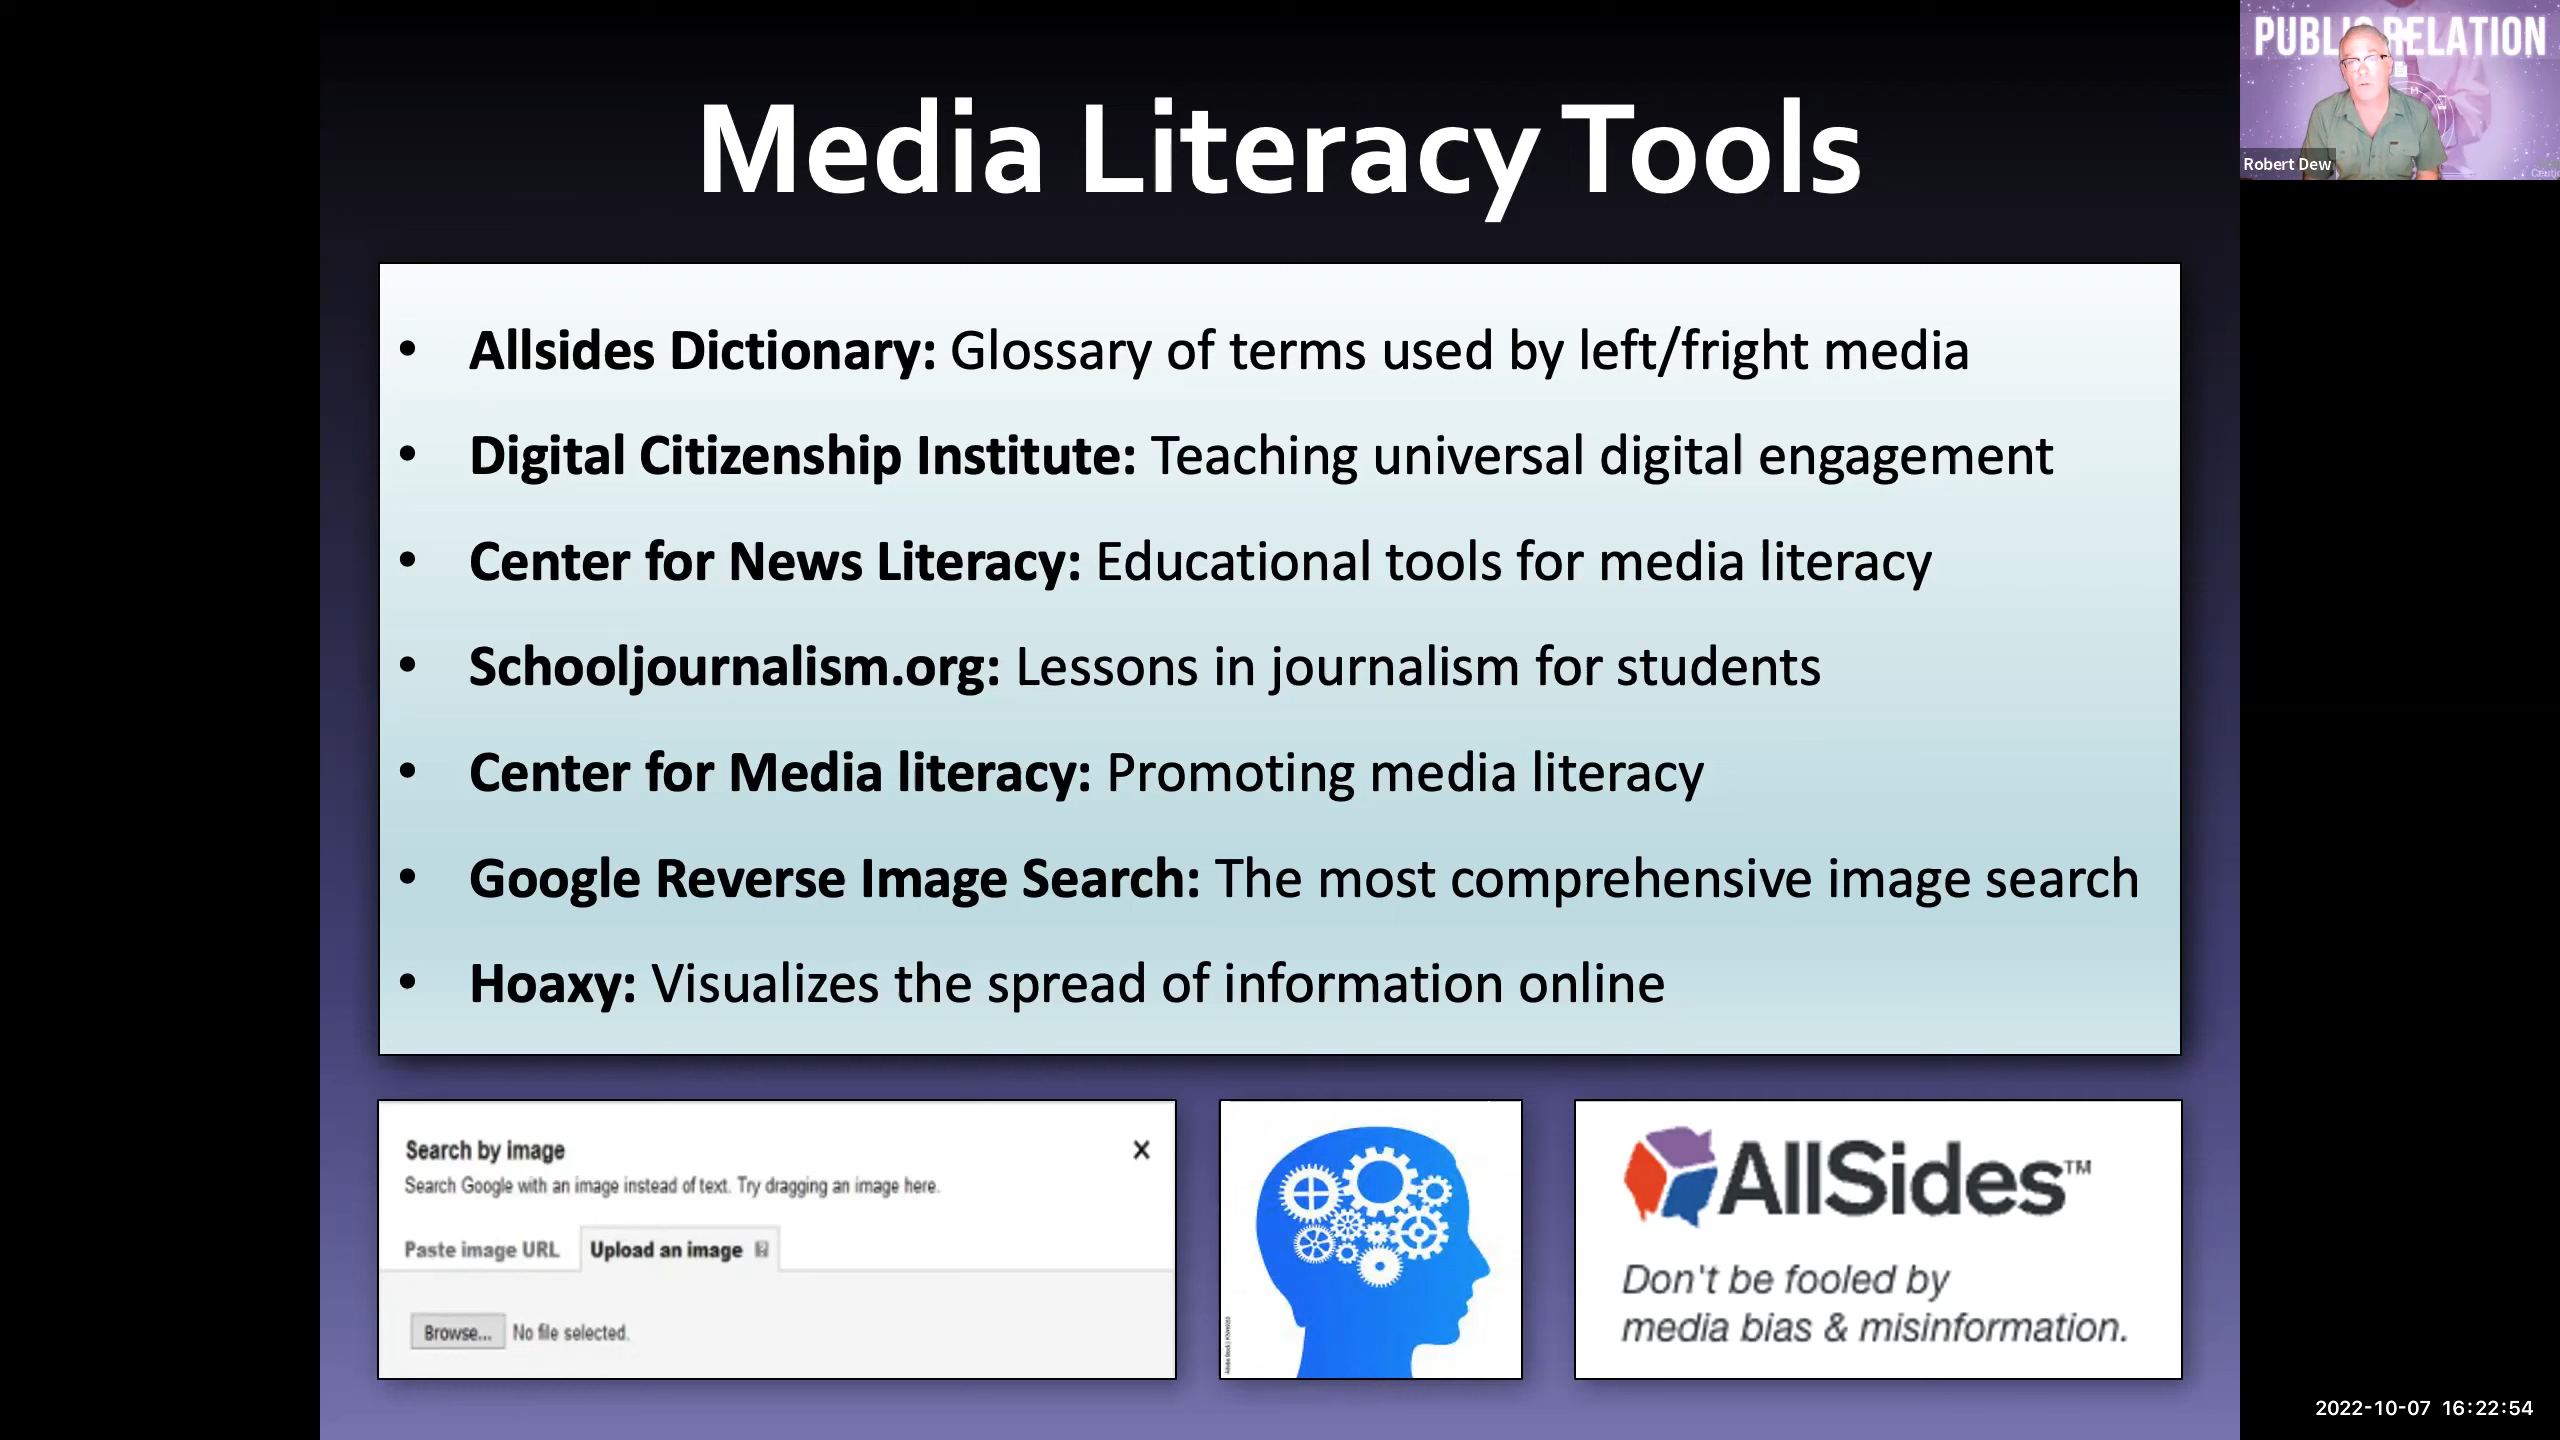 PUBLIC RELATION
Robert Dew
Media Literacy Tools
• Allsides Dictionary: Glossary of terms used by left/fright media
• Digital Citizenship Institute: Teaching universal digital engagement
• Center for News Literacy: Educational tools for media literacy
• Schooljournalism.org: Lessons in journalism for students
• Center for Media literacy: Promoting media literacy
• Google Reverse Image Search: The most comprehensive image search
• Hoaxy: Visualizes the spread of information online
Search by image
Search Google with an image instead of text. Try dragging an image here.
Paste image URL Upload an image
Browse... No file selected.
AllSides™
Don't be fooled by
media bias & misinformation.
2022-10-07 16:22:54